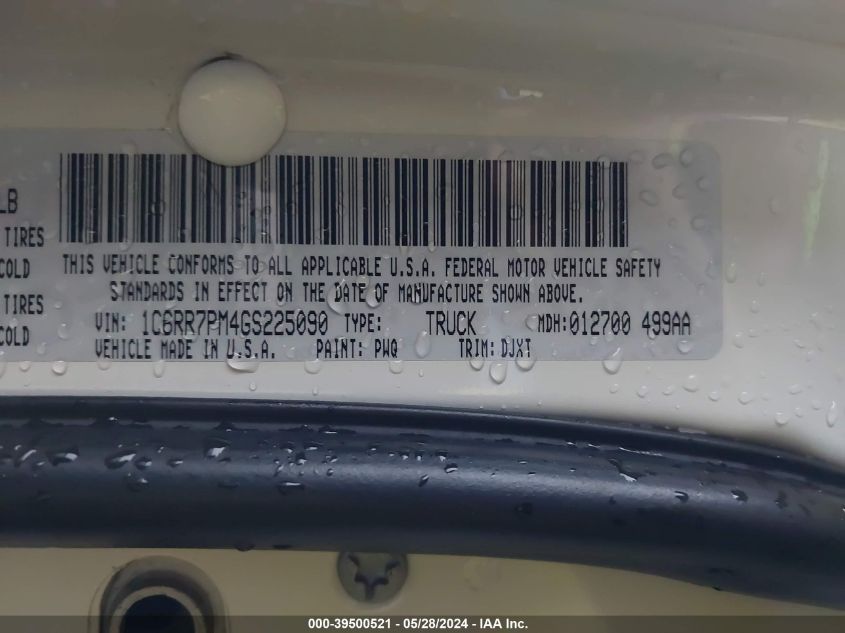 LB
TIRES
COLD
TIRES
COLD
THIS VEHICLE CONFORMS TO ALL APPLICABLE U.S.A. FEDERAL MOTOR VEHICLE SAFETY
STANDARDS IN EFFECT ON THE DATE OF MANUFACTURE SHOWN ABOVE.
VIN: 1C6RR7PM4GS225090 TYPE: TRUCK MDH:012700 499AA
VEHICLE MADE IN U.S.A. PAINT: PWQ TRIM: DJXT
000-39500521 - 05/28/2024 - IAA Inc.